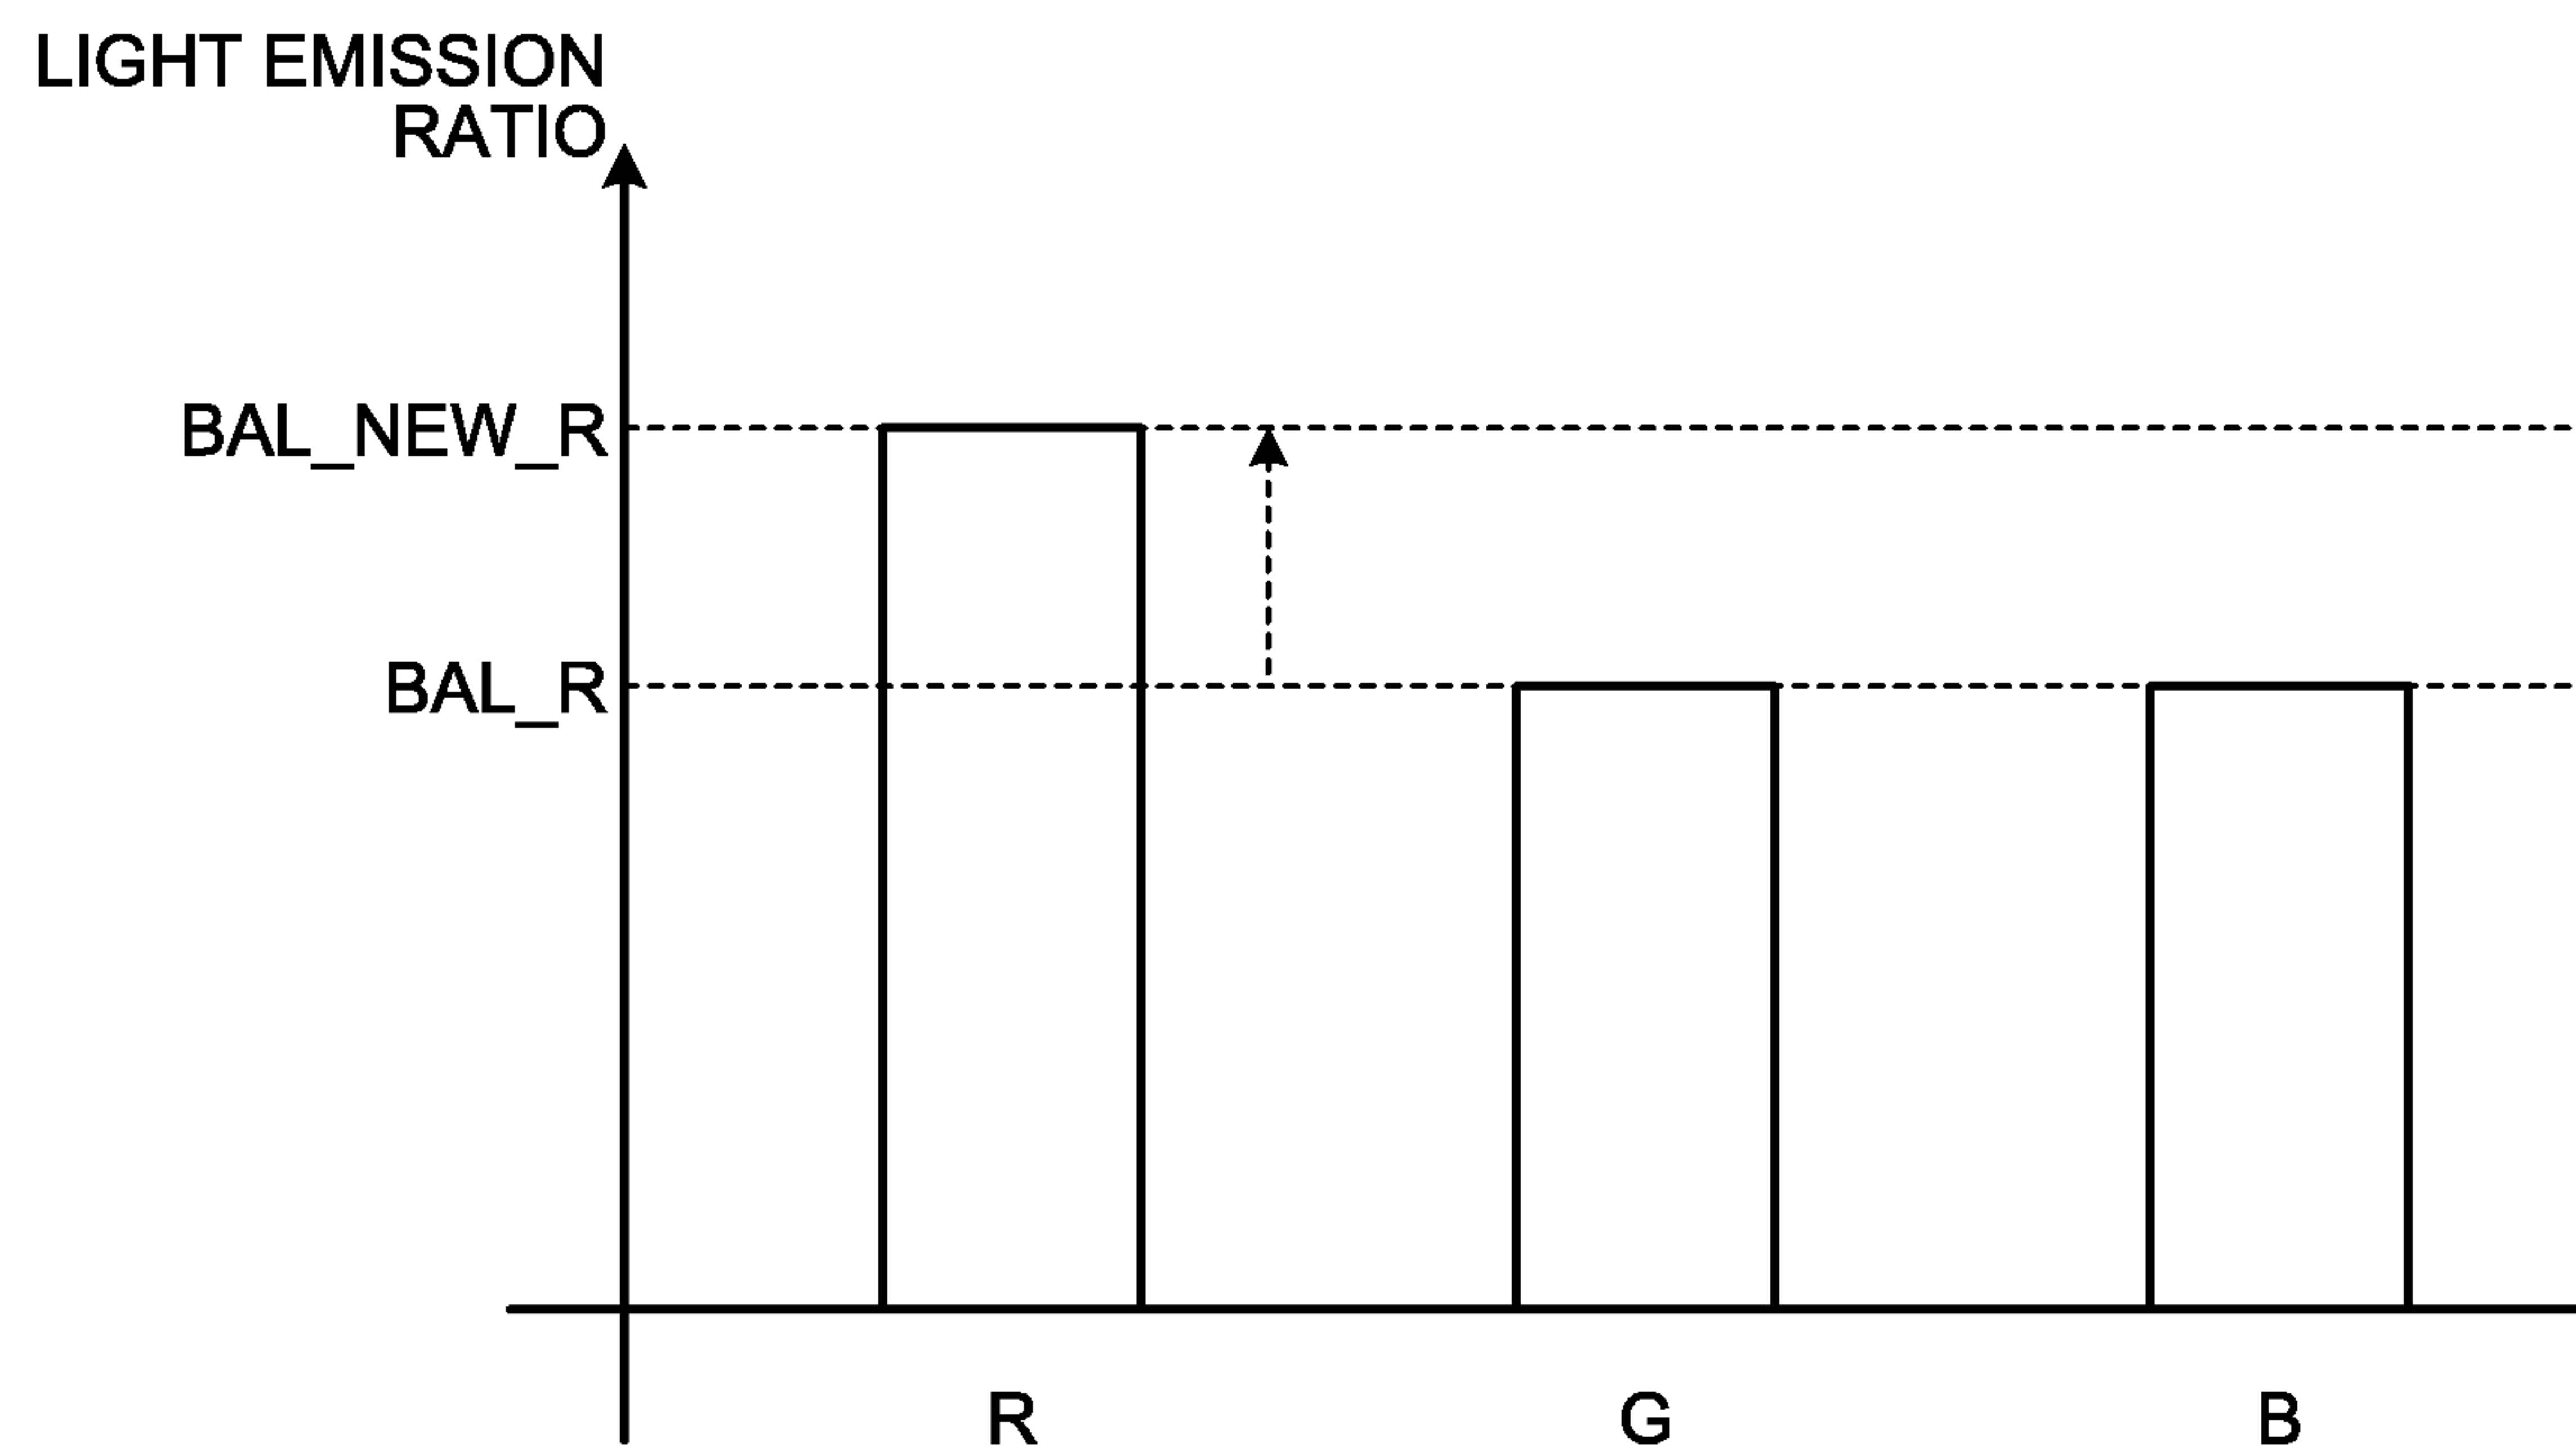 LIGHT EMISSION
RATIO
BAL_NEW_R
BAL_R
R G B